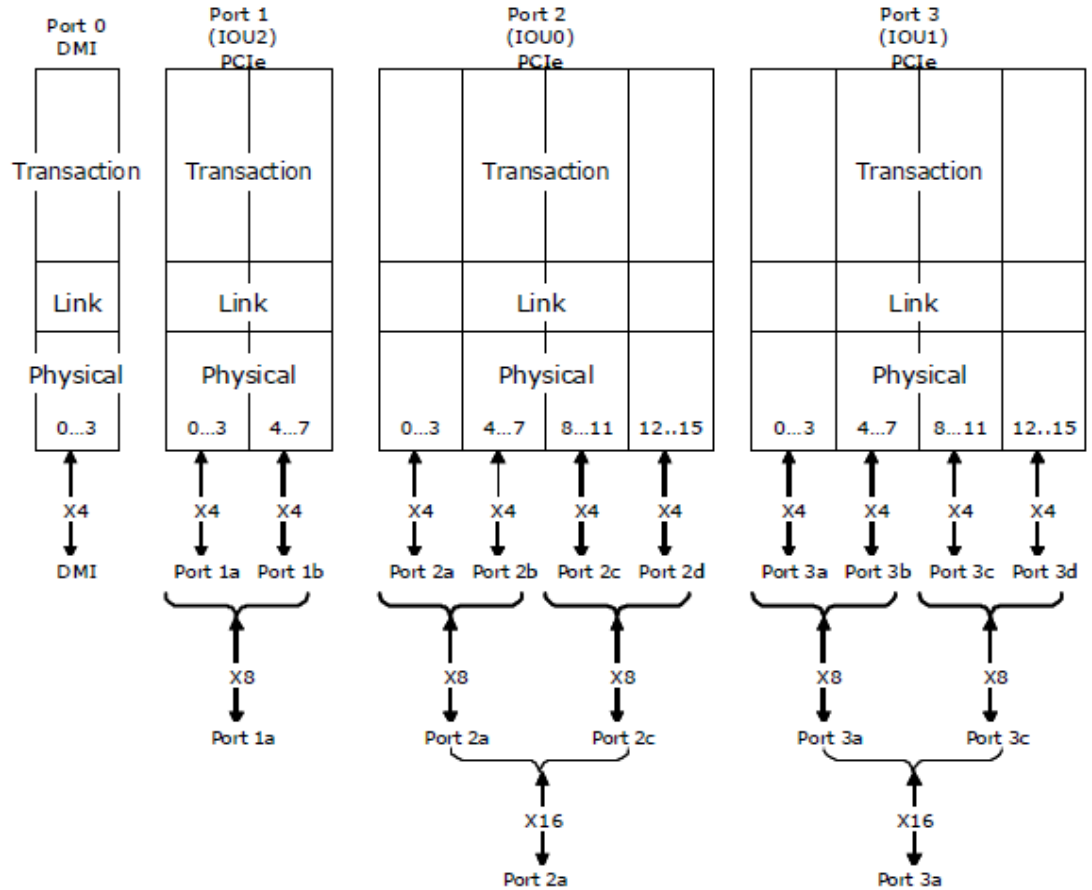 Port 0
DMI
Port 1
(IOU2)
PCIe
Port 2
(IOU0)
PCIe
Port 3
(IOU1)
PCIe
Transaction
Transaction
Transaction
Transaction
Link
Link
Link
Link
Physical
Physical
Physical
Physical
0...3
0...3
4...7
0...3
4...7
8...11
12..15
0...3
4...7
8...11
12..15
X4
X4
X4
X4
X4
X4
X4
X4
X4
X4
X4
DMI
Port 1a
Port 1b
Port 2a
Port 2b
Port 2c
Port 2d
Port 3a
Port 3b
Port 3c
Port 3d
X8
X8
X8
X8
X8
Port 1a
Port 2a
Port 2c
Port 3a
Port 3c
X16
X16
Port 2a
Port 3a